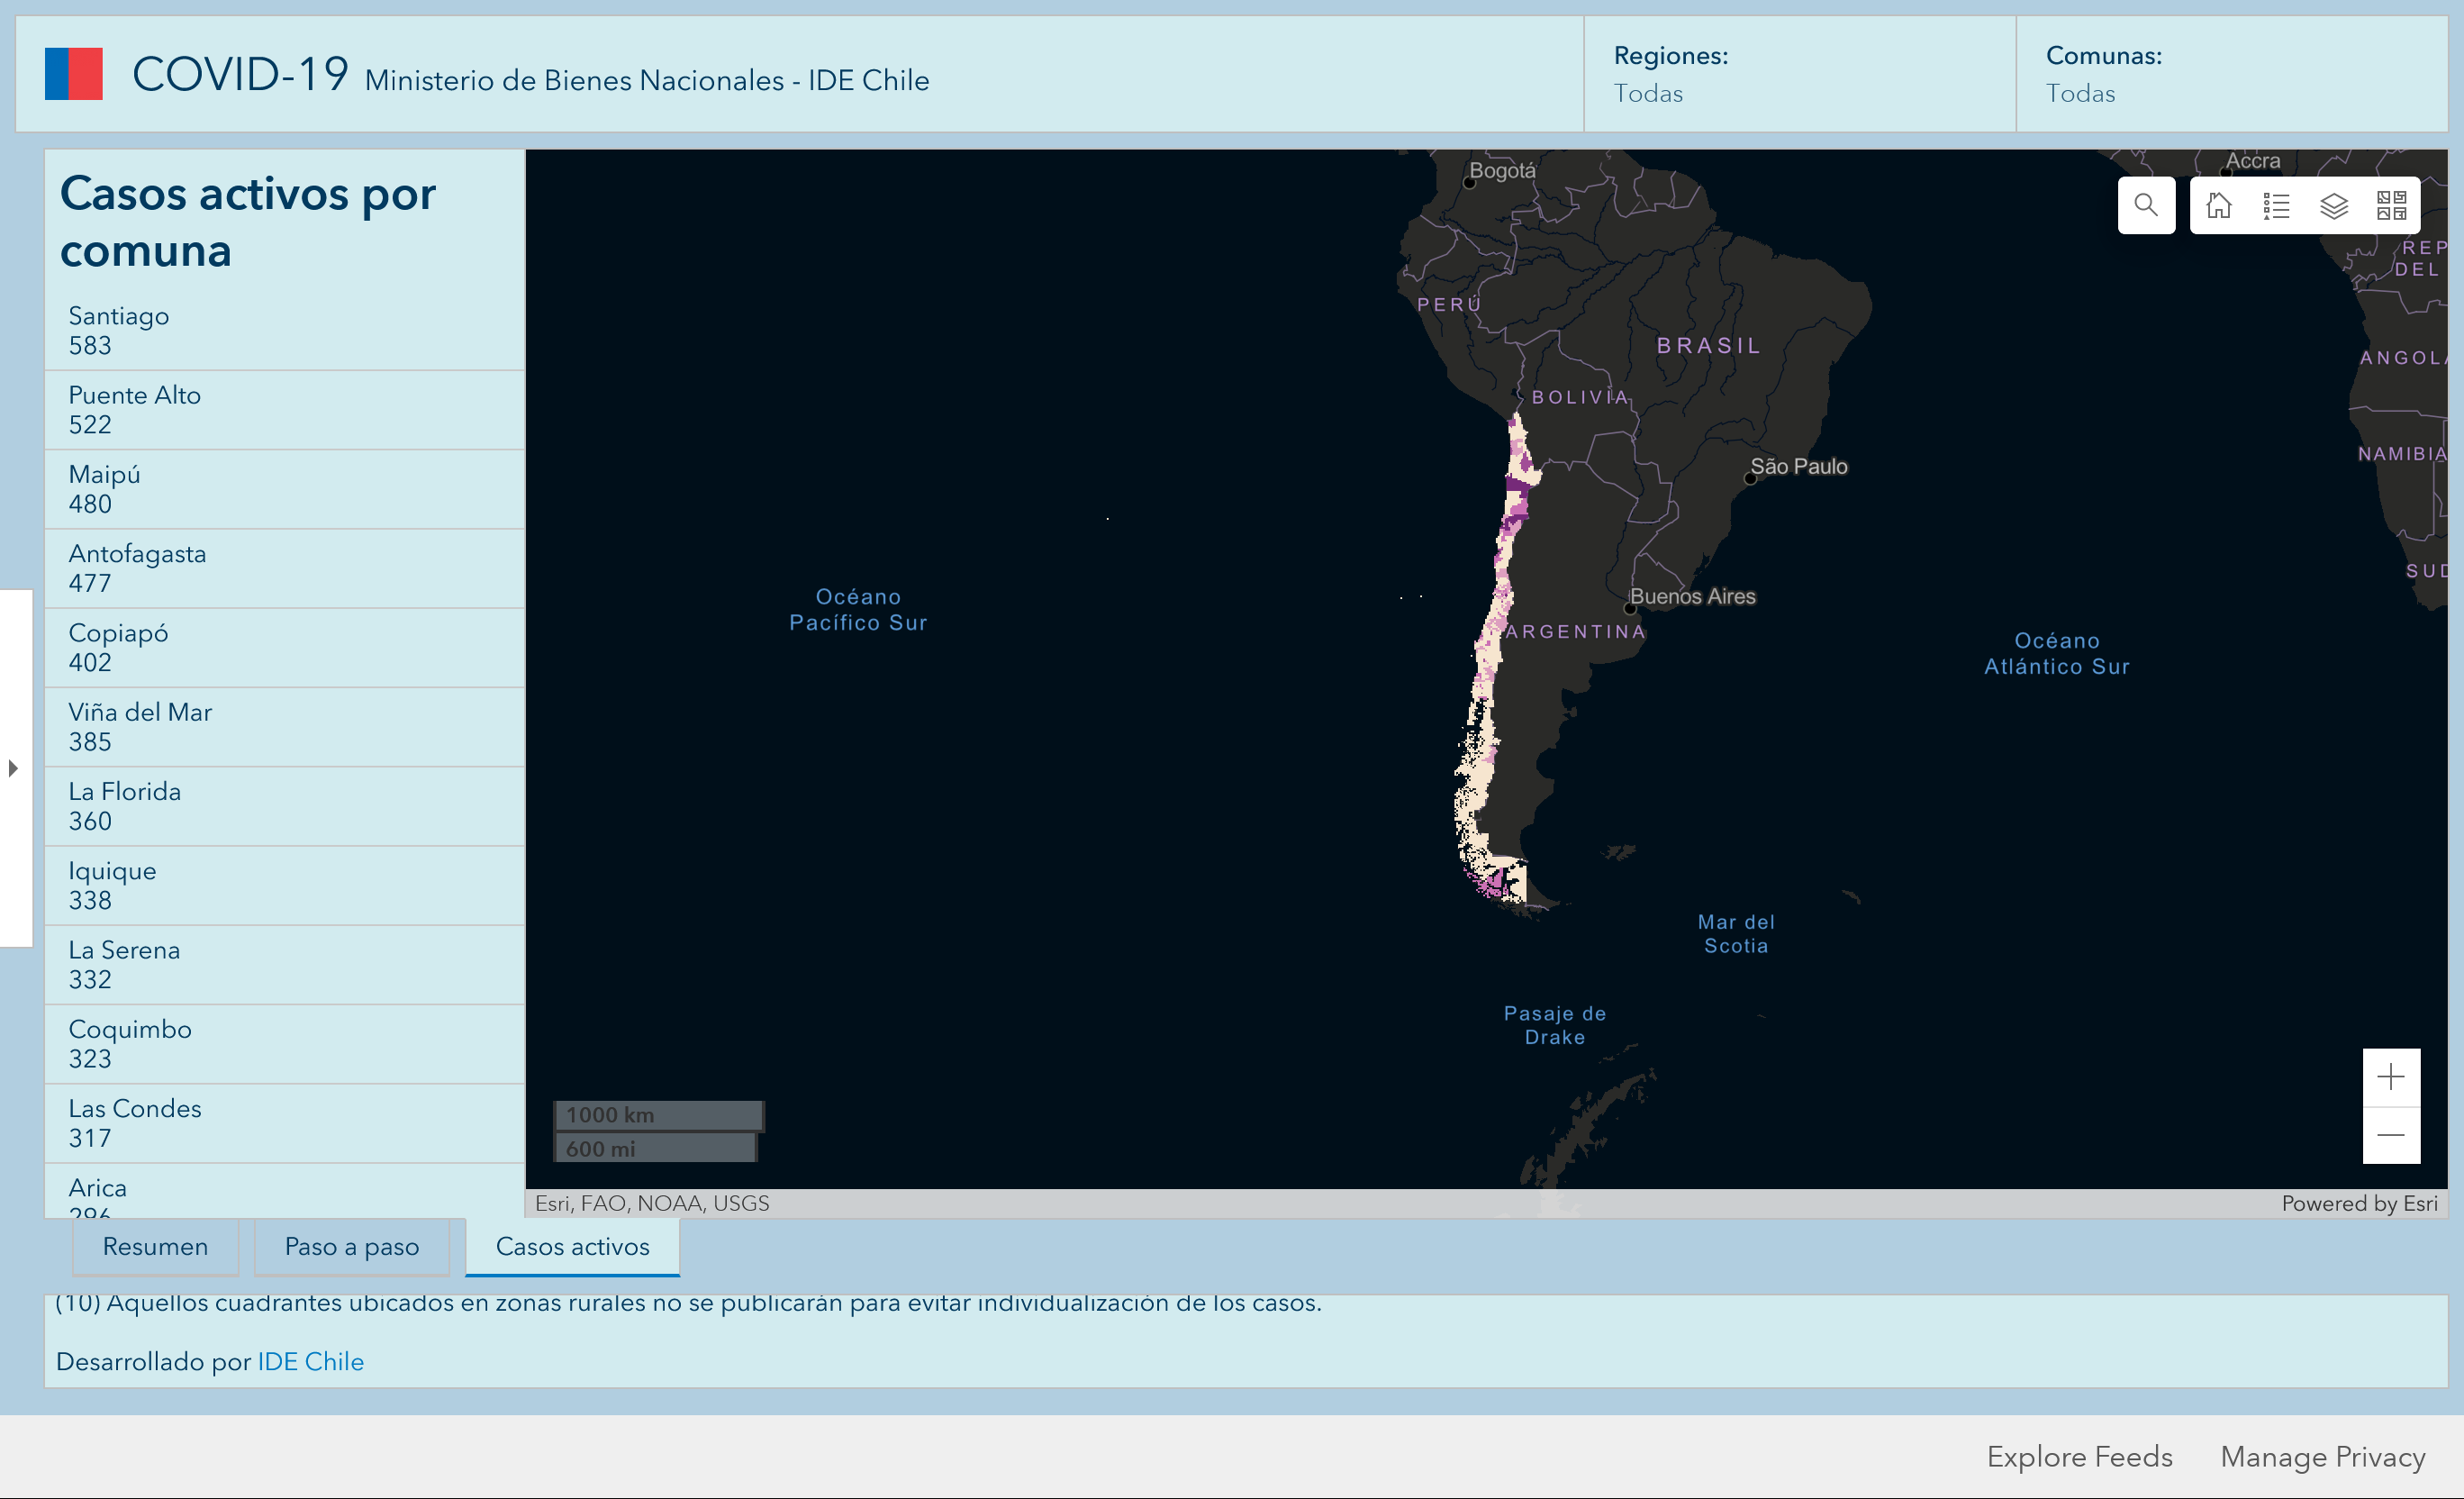 COVID-19 Ministerio de Bienes Nacionales - IDE Chile
Regiones:
Todas
Comunas:
Todas
Casos activos por
comuna
Santiago
583
Puente Alto
522
Maipú
480
Antofagasta
477
Copiapó
402
Viña del Mar
385
La Florida
360
Iquique
338
La Serena
332
Coquimbo
323
Las Condes
317
Arica
296
Bogotá
Accra
PERÚ
BRASIL
BOLIVIA
São Paulo
Buenos Aires
ARGENTINA
Océano
Pacífico Sur
Océano
Atlántico Sur
Mar del
Scotia
Pasaje de
Drake
REP
DEL
ANGOLA
NAMIBIA
SUD
1000 km
600 mi
Esri, FAO, NOAA, USGS
Powered by Esri
Resumen
Paso a paso
Casos activos
(10) Aquellos cuadrantes ubicados en zonas rurales no se publicarán para evitar individualización de los casos.
Desarrollado por IDE Chile
Explore Feeds
Manage Privacy